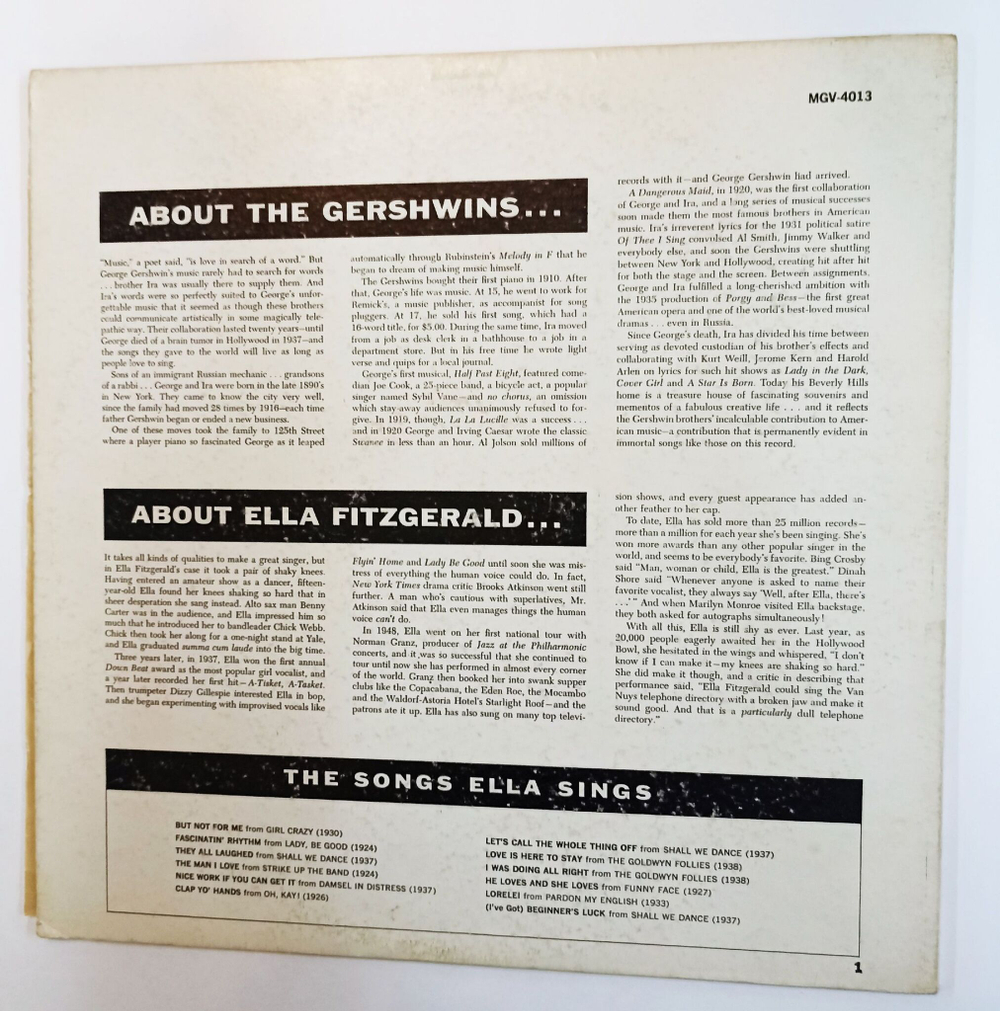 MGV-4013
ABOUT THE GERSHWINS...
"Music," a poet said, "is love in search of a word." But
George Gershwin's music rarely had to search for words
. . . brother Ira was usually there to supply them. And
Ira's words were so perfectly suited to George's unfor-
gettable music that it seemed as though these brothers
could communicate artistically in some magically tele-
pathic way. Their collaboration lasted twenty years—until
George died of a brain tumor in Hollywood in 1937—and
the songs they gave to the world will live as long as
people love to sing.
Sons of an immigrant Russian mechanic . . . grandsons
of a rabbi . . . George and Ira were born in the late 1890's
in New York. They came to know the city very well,
since the family had moved 28 times by 1916—each time
father Gershwin began or ended a new business.
One of these moves took the family to 125th Street
where a player piano so fascinated George as it leaped
automatically through Rubinstein's Melody in F that he
began to dream of making music himself.
The Gershwins bought their first piano in 1910. After
that, George's life was music. At 15, he went to work for
Remick's, a music publisher, as accompanist for song
pluggers. At 17, he sold his first song, which had a
16-word title, for $5.00. During the same time, Ira moved
from a job as desk clerk in a bathhouse to a job in a
department store. But in his free time he wrote light
verse and quips for a local journal.
George's first musical, Half Past Eight, featured come-
dian Joe Cook, a 25-piece band, a bicycle act, a popular
singer named Sybil Vane—and no chorus, an omission
which stay-away audiences unanimously refused to for-
give. In 1919, though, La La Lucille was a success . . .
and in 1920 George and Irving Caesar wrote the classic
Swanee in less than an hour. Al Jolson sold millions of
records with it—and George Gershwin had arrived.
A Dangerous Maid, in 1920, was the first collaboration
of George and Ira, and a long series of musical successes
soon made them the most famous brothers in American
music. Ira's irreverent lyrics for the 1931 political satire
Of Thee I Sing convulsed Al Smith, Jimmy Walker and
everybody else, and soon the Gershwins were shuttling
between New York and Hollywood, creating hit after hit
for both the stage and the screen. Between assignments,
George and Ira fulfilled a long-cherished ambition with
the 1935 production of Porgy and Bess—the first great
American opera and one of the world's best-loved musical
dramas . . . even in Russia.
Since George's death, Ira has divided his time between
serving as devoted custodian of his brother's effects and
collaborating with Kurt Weill, Jerome Kern and Harold
Arlen on lyrics for such hit shows as Lady in the Dark,
Cover Girl and A Star Is Born. Today his Beverly Hills
home is a treasure house of fascinating souvenirs and
mementos of a fabulous creative life . . . and it reflects
the Gershwin brothers' incalculable contribution to Amer-
ican music—a contribution that is permanently evident in
immortal songs like those on this record.
ABOUT ELLA FITZGERALD...
It takes all kinds of qualities to make a great singer, but
in Ella Fitzgerald's case it took a pair of shaky knees.
Having entered an amateur show as a dancer, fifteen-
year-old Ella found her knees shaking so hard that in
sheer desperation she sang instead. Alto sax man Benny
Carter was in the audience, and Ella impressed him so
much that he introduced her to bandleader Chick Webb.
Chick then took her along for a one-night stand at Yale,
and Ella graduated summa cum laude into the big time.
Three years later, in 1937, Ella won the first annual
Down Beat award as the most popular girl vocalist, and
a year later recorded her first hit—A-Tisket, A-Tasket.
Then trumpeter Dizzy Gillespie interested Ella in bop,
and she began experimenting with improvised vocals like
Flyin' Home and Lady Be Good until soon she was mis-
tress of everything the human voice could do. In fact,
New York Times drama critic Brooks Atkinson went still
further. A man who's cautious with superlatives, Mr.
Atkinson said that Ella even manages things the human
voice can't do.
In 1948, Ella went on her first national tour with
Norman Granz, producer of Jazz at the Philharmonic
concerts, and it was so successful that she continued to
tour until now she has performed in almost every corner
of the world. Granz then booked her into swank supper
clubs like the Copacabana, the Eden Roc, the Mocambo
and the Waldorf-Astoria Hotel's Starlight Roof—and the
patrons ate it up. Ella has also sung on many top televi-
sion shows, and every guest appearance has added an-
other feather to her cap.
To date, Ella has sold more than 25 million records—
more than a million for each year she's been singing. She's
won more awards than any other popular singer in the
world, and seems to be everybody's favorite. Bing Crosby
said "Man, woman or child, Ella is the greatest." Dinah
Shore said "Whenever anyone is asked to name their
favorite vocalist, they always say 'Well, after Ella, there's
. . .'" And when Marilyn Monroe visited Ella backstage,
they both asked for autographs simultaneously!
With all this, Ella is still shy as ever. Last year, as
20,000 people eagerly awaited her in the Hollywood
Bowl, she hesitated in the wings and whispered, "I don't
know if I can make it—my knees are shaking so hard."
She did make it though, and a critic in describing that
performance said, "Ella Fitzgerald could sing the Van
Nuys telephone directory with a broken jaw and make it
sound good. And that is a particularly dull telephone
directory."
THE SONGS ELLA SINGS
BUT NOT FOR ME from GIRL CRAZY (1930)
FASCINATIN' RHYTHM from LADY, BE GOOD (1924)
THEY ALL LAUGHED from SHALL WE DANCE (1937)
THE MAN I LOVE from STRIKE UP THE BAND (1924)
NICE WORK IF YOU CAN GET IT from DAMSEL IN DISTRESS (1937)
CLAP YO' HANDS from OH, KAY! (1926)
LET'S CALL THE WHOLE THING OFF from SHALL WE DANCE (1937)
LOVE IS HERE TO STAY from THE GOLDWYN FOLLIES (1938)
I WAS DOING ALL RIGHT from THE GOLDWYN FOLLIES (1938)
HE LOVES AND SHE LOVES from FUNNY FACE (1927)
LORELEI from PARDON MY ENGLISH (1933)
(I've Got) BEGINNER'S LUCK from SHALL WE DANCE (1937)
1